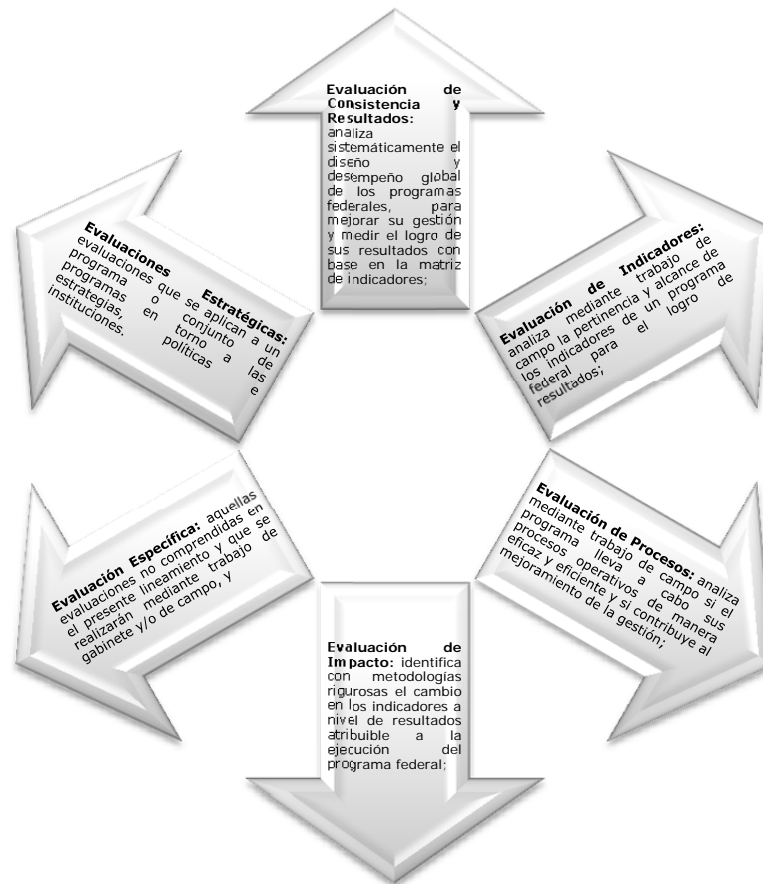 Evaluación de
Consistencia y
Resultados:
analiza
sistemáticamente el
diseño y
desempeño global
de los programas
federales, para
mejorar su gestión
y medir el logro de
sus resultados con
base en la matriz
de indicadores;
Evaluación de Indicadores:
analiza mediante trabajo de
campo la pertinencia y alcance de
los indicadores de un programa
federal para el logro de
resultados;
Evaluación de Procesos: analiza
mediante trabajo de campo si el
programa lleva a cabo sus
procesos operativos de manera
eficaz y eficiente y si contribuye al
mejoramiento de la gestión;
Evaluación de
Impacto: identifica
con metodologías
rigurosas el cambio
en los indicadores a
nivel de resultados
atribuible a la
ejecución del
programa federal;
Evaluación Específica: aquellas
evaluaciones no comprendidas en
el presente lineamiento y que se
realizarán mediante trabajo de
gabinete y/o de campo, y
Evaluaciones Estratégicas:
evaluaciones que se aplican a un
programa o conjunto de
programas en torno a las
estrategias, políticas e
instituciones.